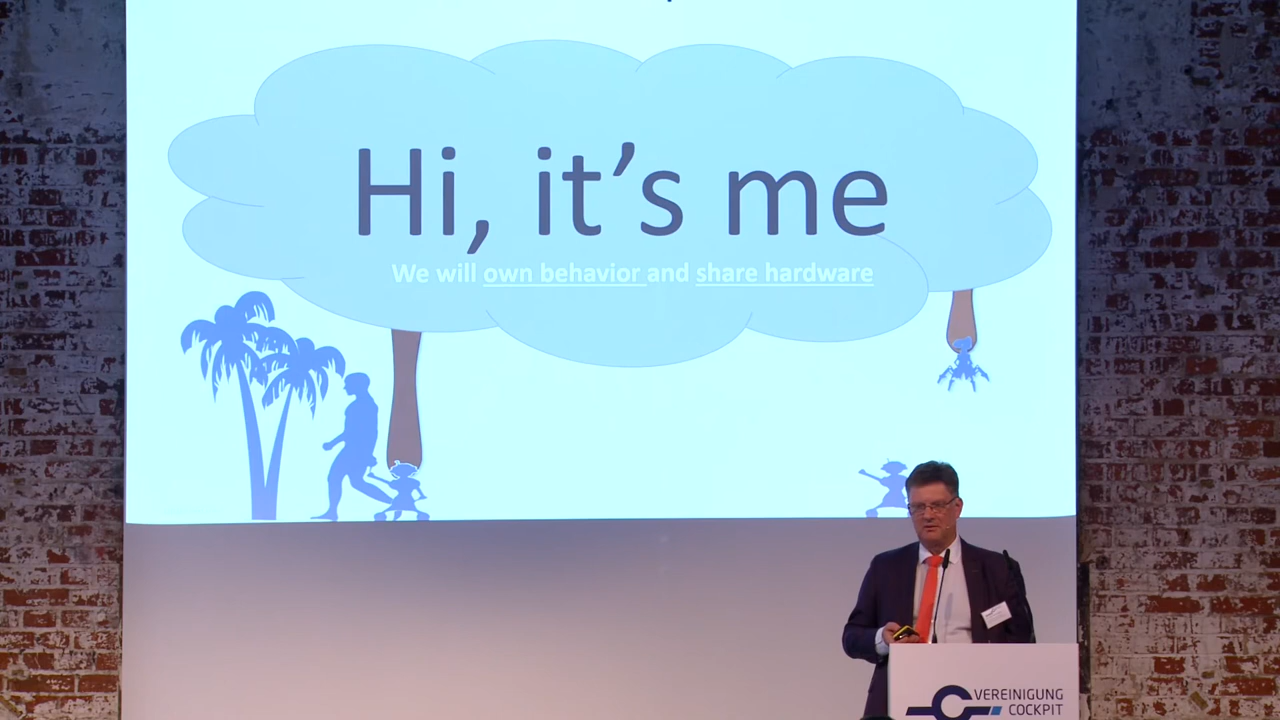 Hi, it's me
We will own behavior and share hardware
VEREINIGUNG
COCKPIT